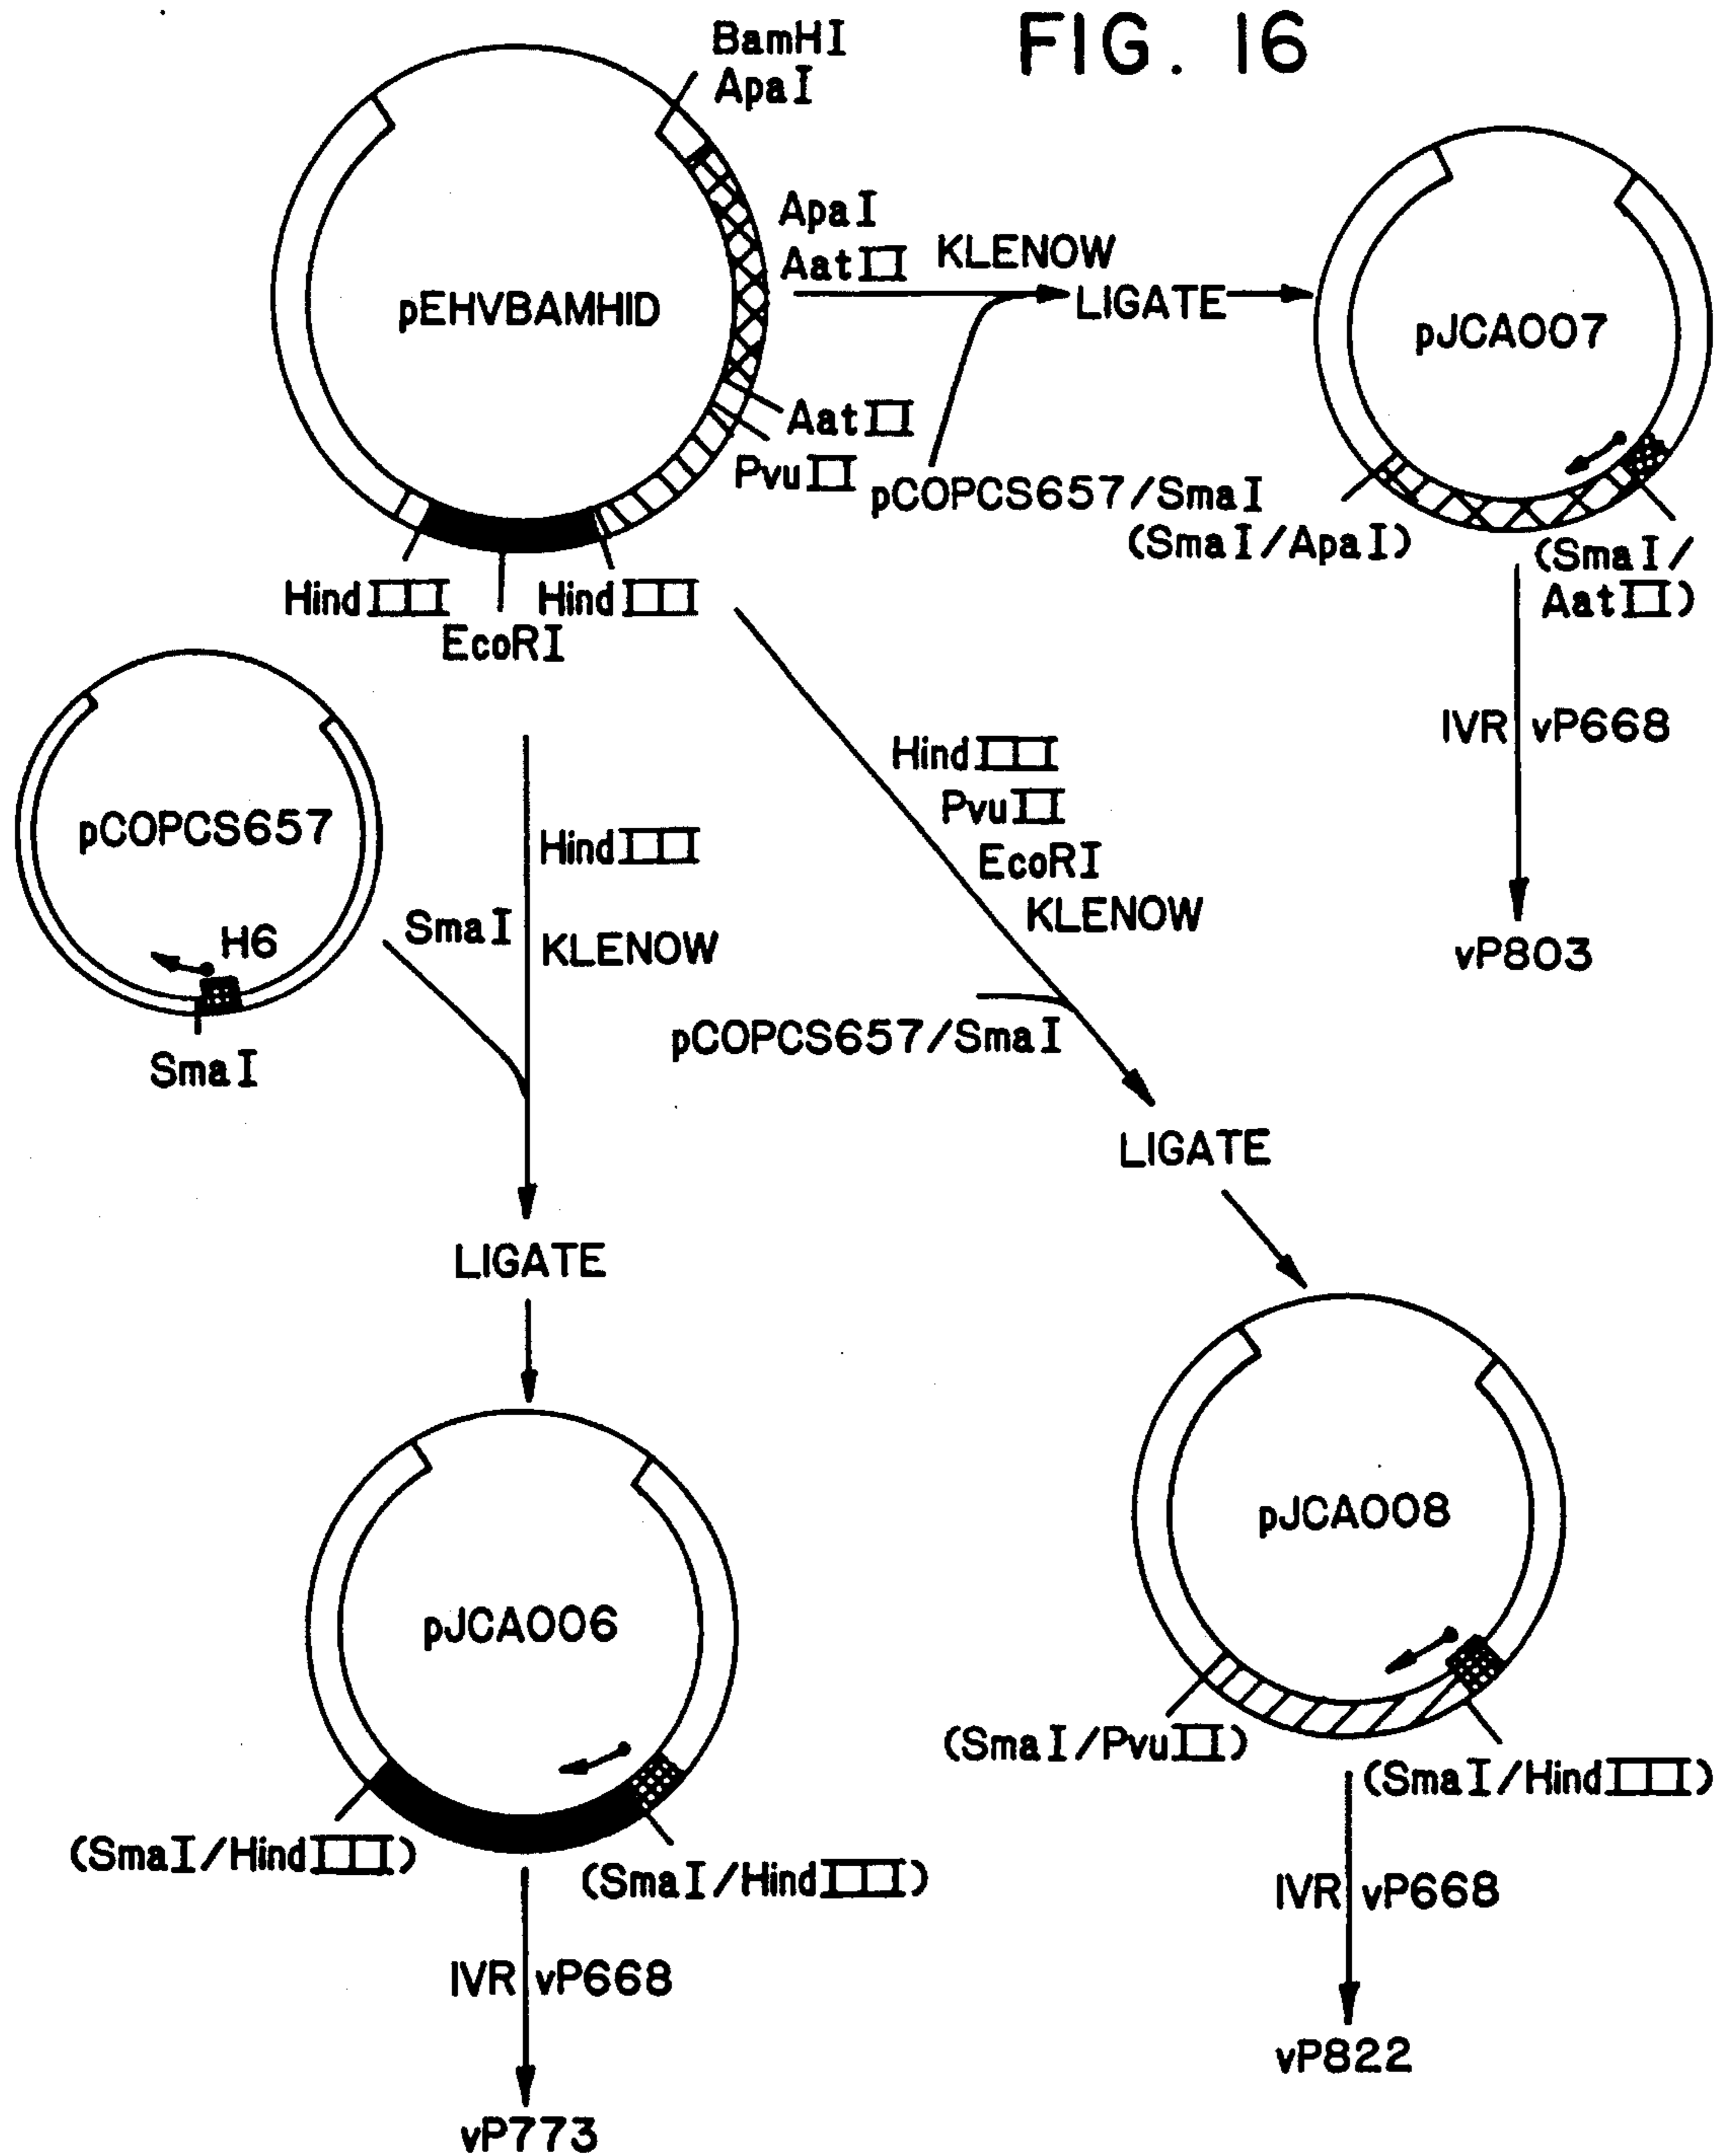 FIG. 16
BamHI
ApaI
pEHVBAMHID
ApaI
AatII
KLENOW
LIGATE
pJCA007
AatII
PvuII
pCOPCS657/SmaI
(SmaI/ApaI)
(SmaI/
AatII)
HindIII
EcoRI
HindIII
IVR vP668
vP803
pCOPCS657
H6
SmaI
HindIII
SmaI
KLENOW
HindIII
PvuII
EcoRI
KLENOW
pCOPCS657/SmaI
LIGATE
LIGATE
pJCA006
(SmaI/HindIII)
(SmaI/HindIII)
IVR vP668
vP773
pJCA008
(SmaI/PvuII)
(SmaI/HindIII)
IVR vP668
vP822